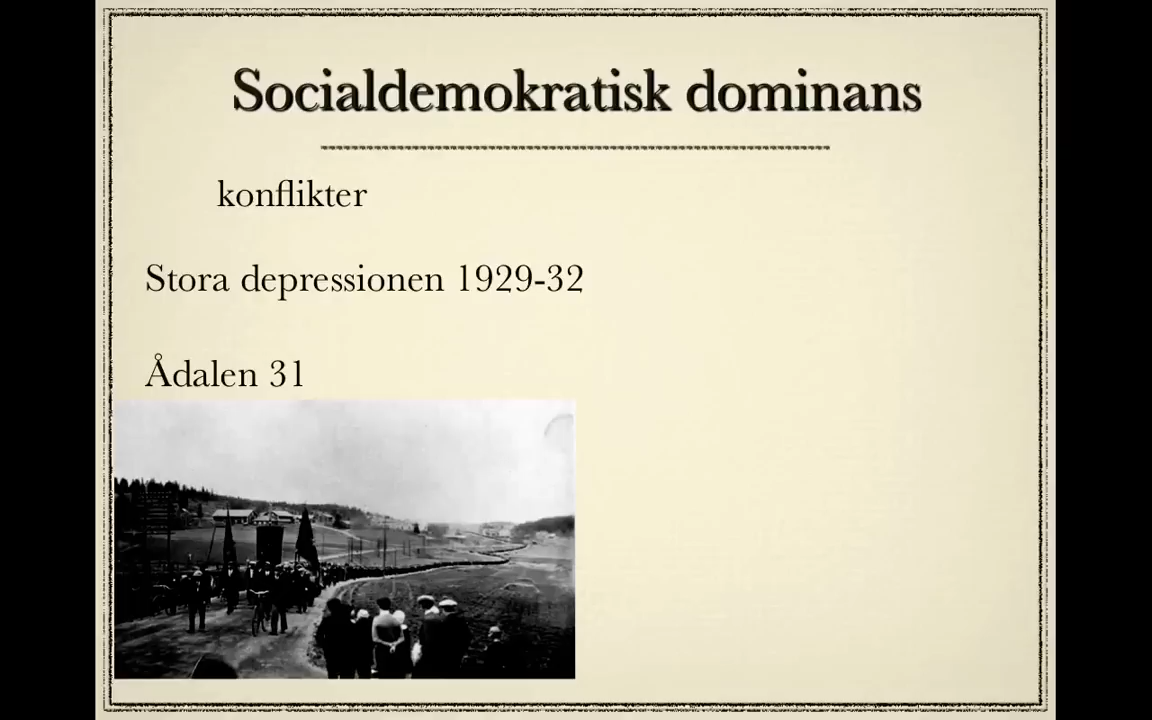 Socialdemokratisk dominans
konflikter
Stora depressionen 1929-32
Ådalen 31